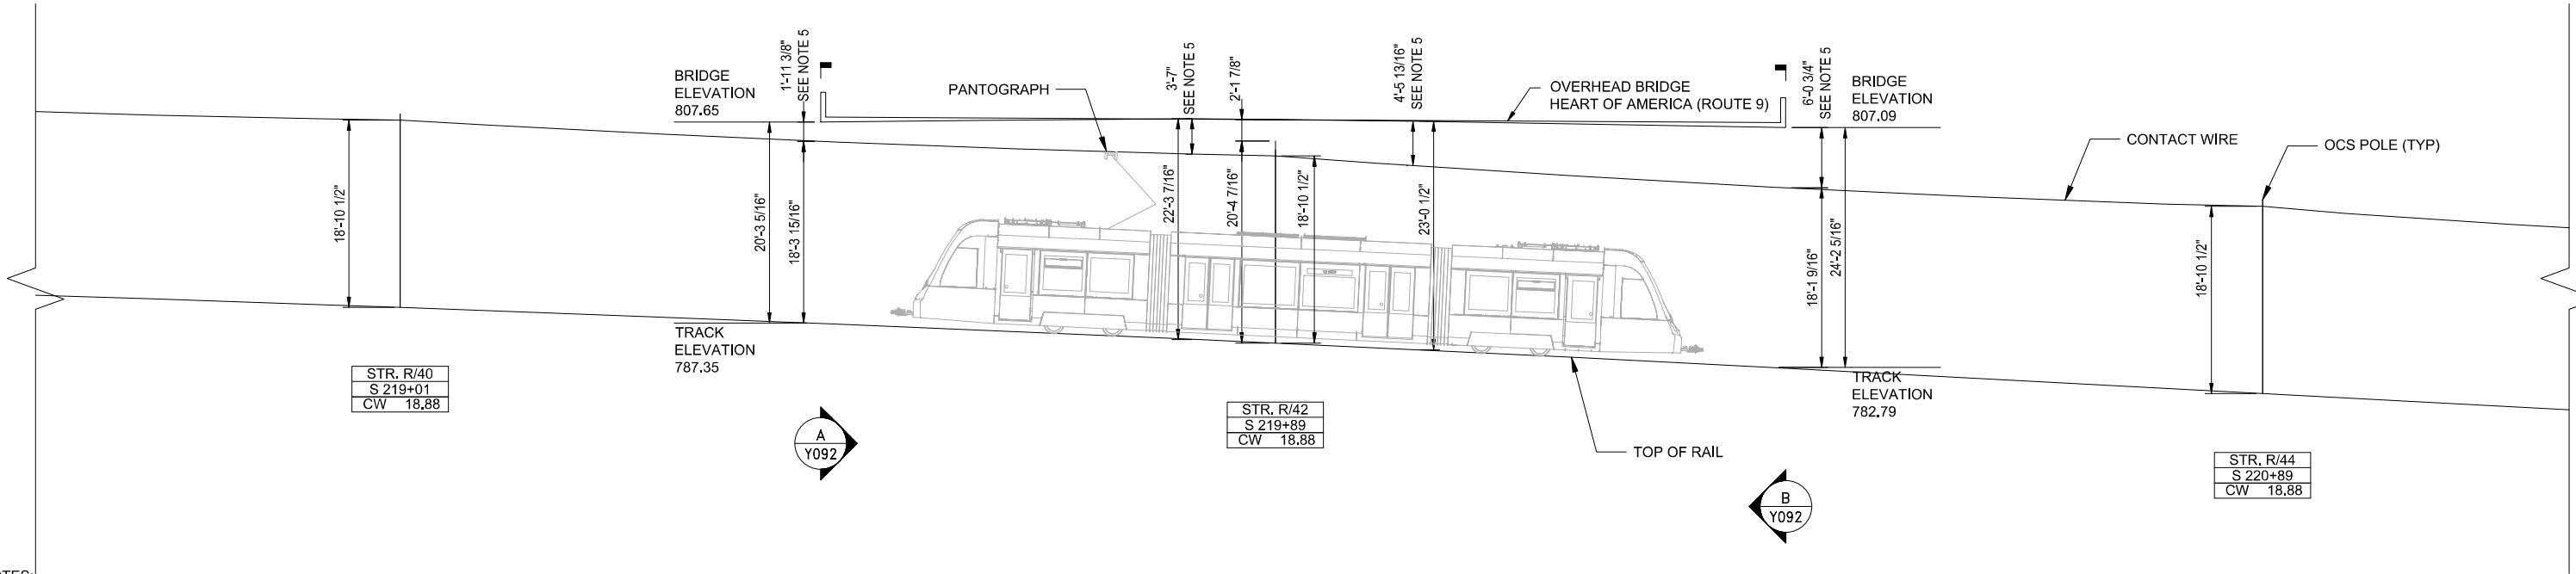 1'-11 3/8"
SEE NOTE 5
BRIDGE
ELEVATION
807.65
PANTOGRAPH
3'-7"
SEE NOTE 5
2'-1 7/8"
4'-5 13/16"
SEE NOTE 5
OVERHEAD BRIDGE
HEART OF AMERICA (ROUTE 9)
6'-0 3/4"
SEE NOTE 5
BRIDGE
ELEVATION
807.09
CONTACT WIRE
OCS POLE (TYP)
18'-10 1/2"
20'-3 5/16"
18'-3 15/16"
22'-3 7/16"
20'-4 7/16"
18'-10 1/2"
23'-0 1/2"
18'-1 9/16"
24'-2 5/16"
18'-10 1/2"
TRACK
ELEVATION
787.35
TRACK
ELEVATION
782.79
STR. R/40
S 219+01
CW 18.88
A
Y092
STR. R/42
S 219+89
CW 18.88
TOP OF RAIL
B
Y092
STR. R/44
S 220+89
CW 18.88